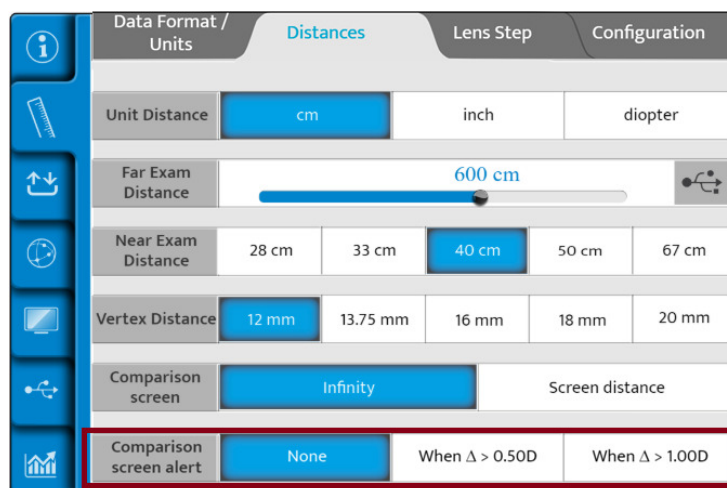 Data Format /
Units
Distances
Lens Step
Configuration
Unit Distance
cm
inch
diopter
Far Exam
Distance
600 cm
Near Exam
Distance
28 cm
33 cm
40 cm
50 cm
67 cm
Vertex Distance
12 mm
13.75 mm
16 mm
18 mm
20 mm
Comparison
screen
Infinity
Screen distance
Comparison
screen alert
None
When Δ > 0.50D
When Δ > 1.00D